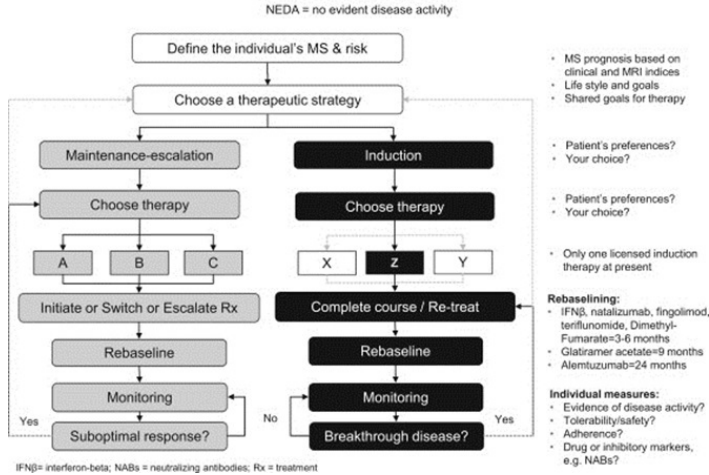 NEDA = no evident disease activity
Define the individual's MS & risk
Choose a therapeutic strategy
Maintenance-escalation
Induction
Choose therapy
Choose therapy
A
B
C
X
Z
Y
Initiate or Switch or Escalate Rx
Complete course / Re-treat
Rebaseline
Rebaseline
Monitoring
Monitoring
Yes
No
Yes
Suboptimal response?
Breakthrough disease?
• MS prognosis based on
clinical and MRI indices
• Life style and goals
• Shared goals for therapy
• Patient's preferences?
• Your choice?
• Patient's preferences?
• Your choice?
• Only one licensed induction
therapy at present
Rebaselining:
• IFNβ, natalizumab, fingolimod,
teriflunomide, Dimethyl-
Fumarate=3-6 months
• Glatiramer acetate=9 months
• Alemtuzumab=24 months
Individual measures:
• Evidence of disease activity?
• Tolerability/safety?
• Adherence?
• Drug or inhibitory markers,
e.g. NABs?
IFNβ= interferon-beta; NABs = neutralizing antibodies; Rx = treatment